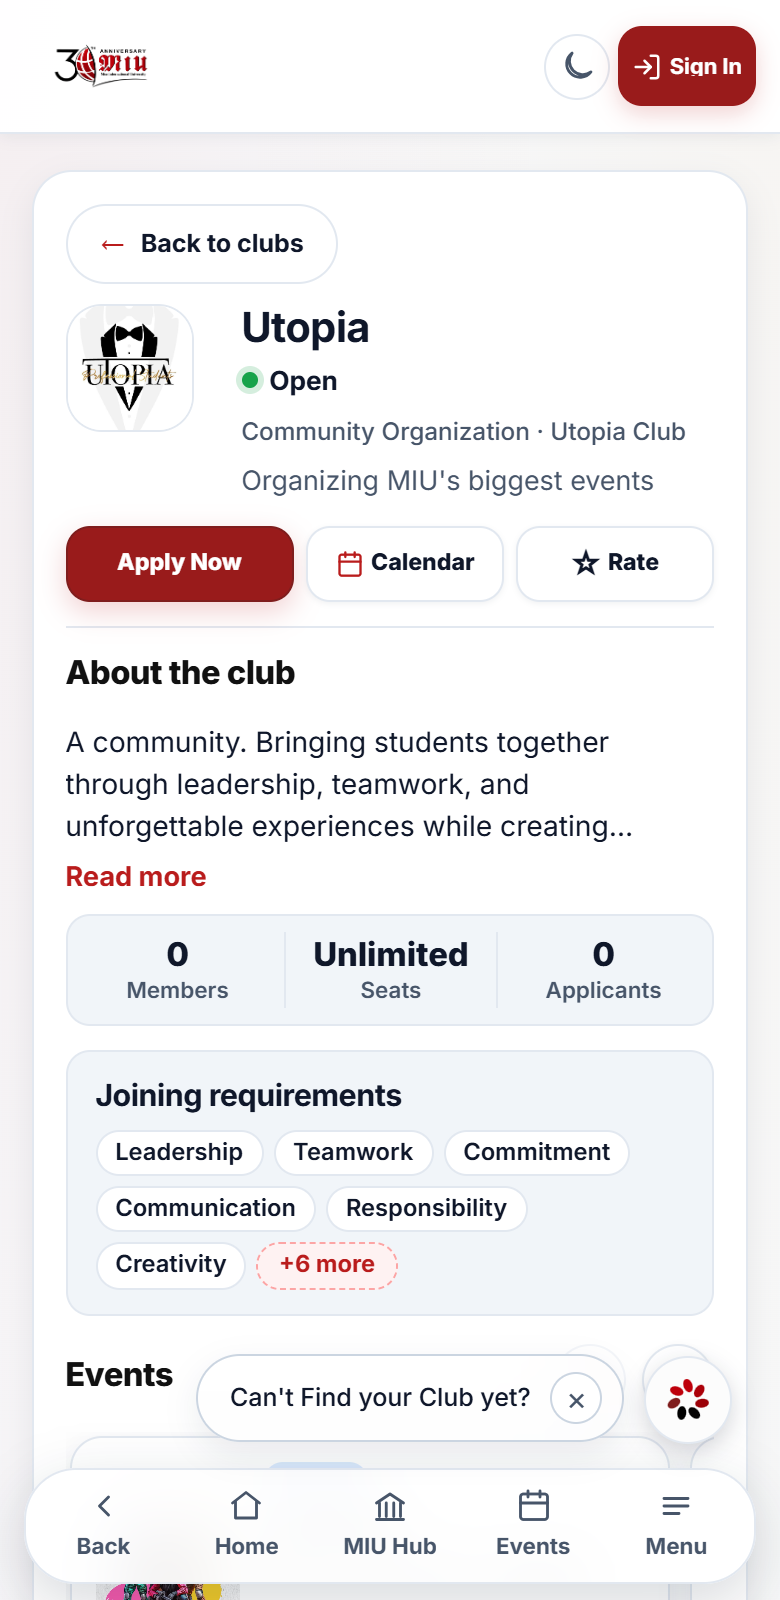 30
ANNIVERSARY
MIU
Sign In
← Back to clubs
UTOPIA
Utopia
Open
Community Organization · Utopia Club
Organizing MIU's biggest events
Apply Now
Calendar
Rate
About the club
A community. Bringing students together
through leadership, teamwork, and
unforgettable experiences while creating...
Read more
0
Members
Unlimited
Seats
0
Applicants
Joining requirements
Leadership
Teamwork
Commitment
Communication
Responsibility
Creativity
+6 more
Events
Can't Find your Club yet?
Back
Home
MIU Hub
Events
Menu